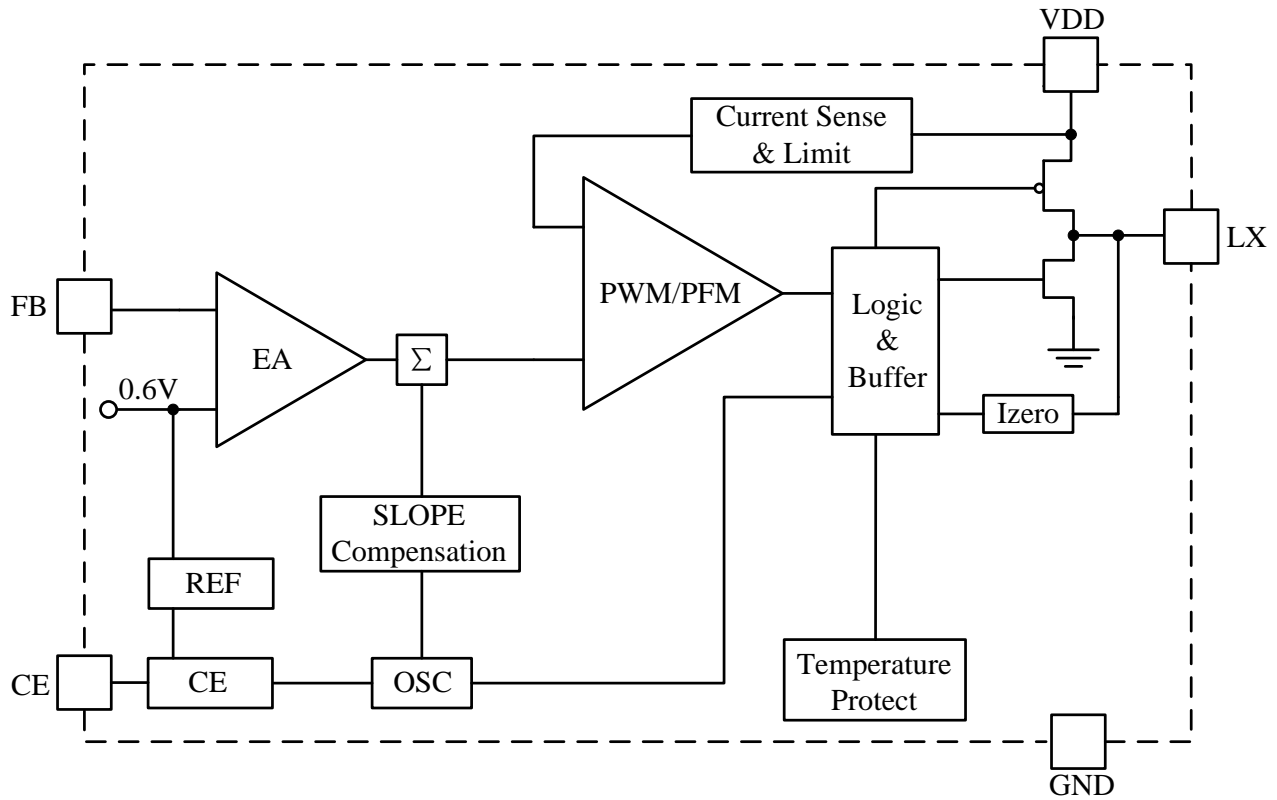 VDD
Current Sense
& Limit
LX
FB
PWM/PFM
Logic
&
Buffer
EA
Σ
0.6V
Izero
SLOPE
Compensation
REF
CE
CE
OSC
Temperature
Protect
GND